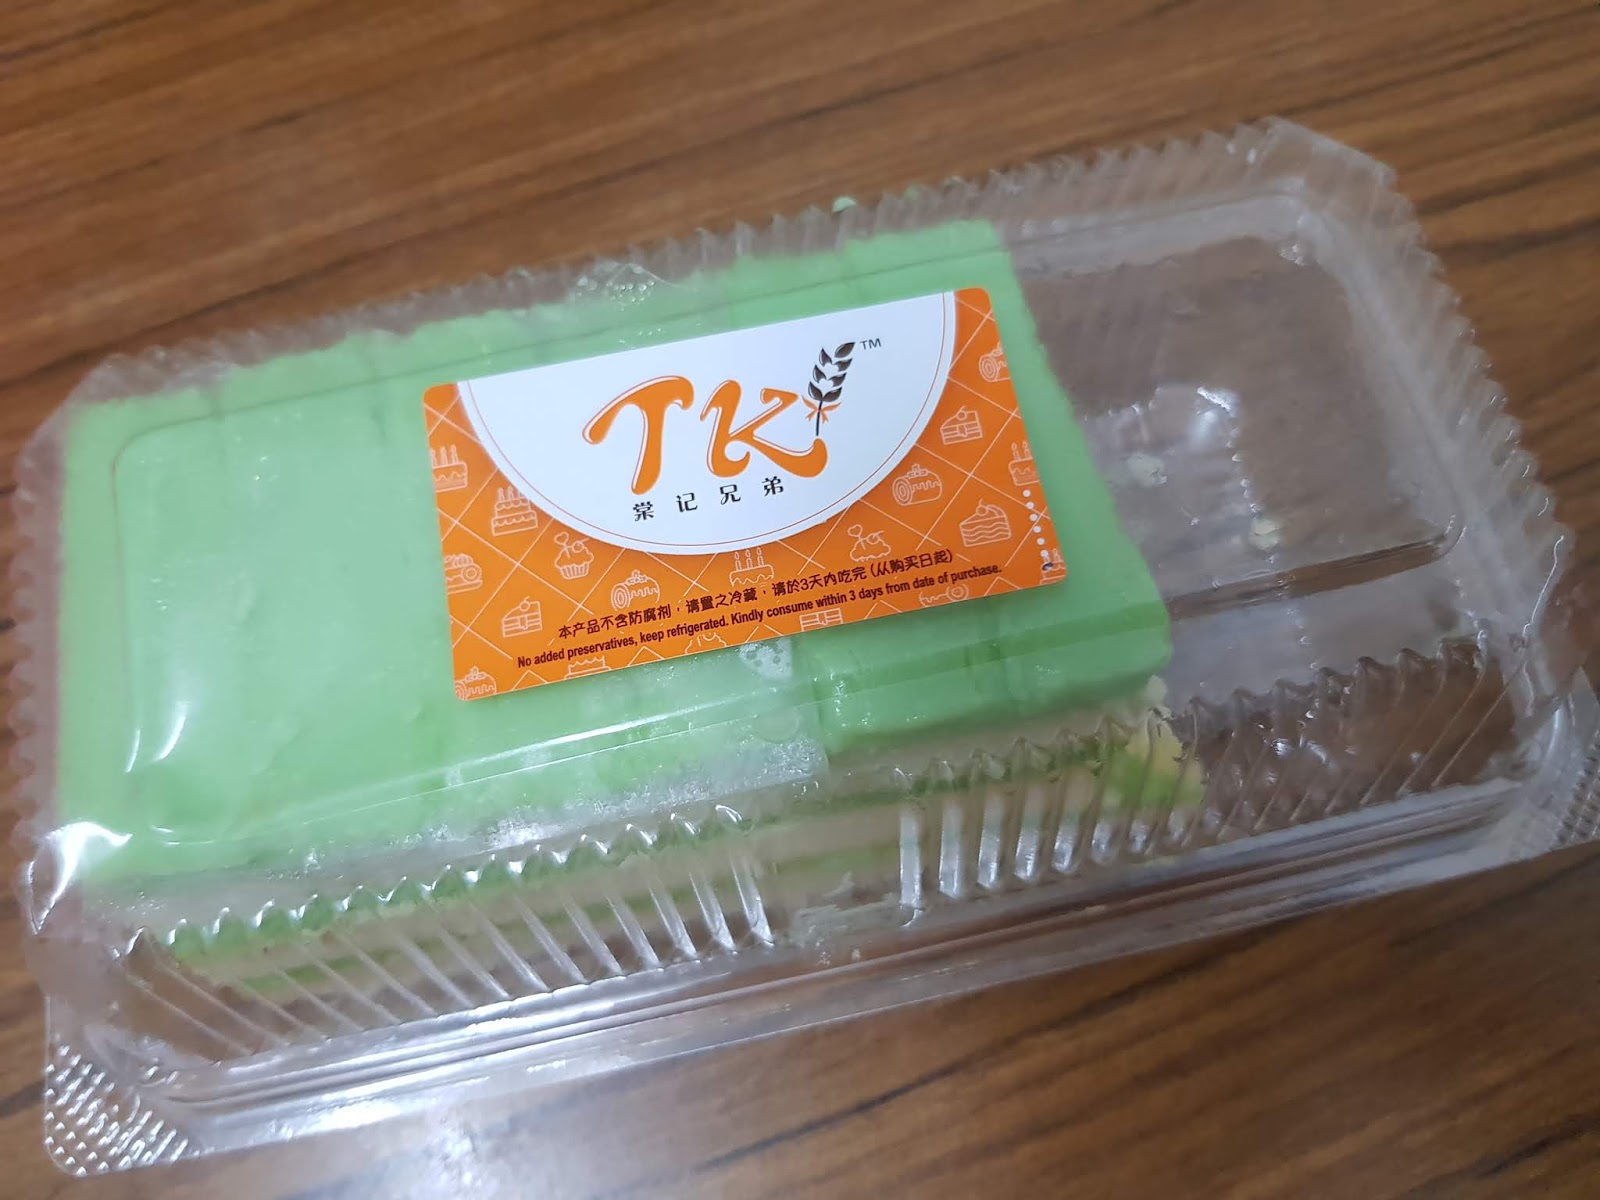 TK™
棠记兄弟
本产品不含防腐剂，请置之冷藏，请於3天内吃完 (从购买日起)
No added preservatives, keep refrigerated. Kindly consume within 3 days from date of purchase.